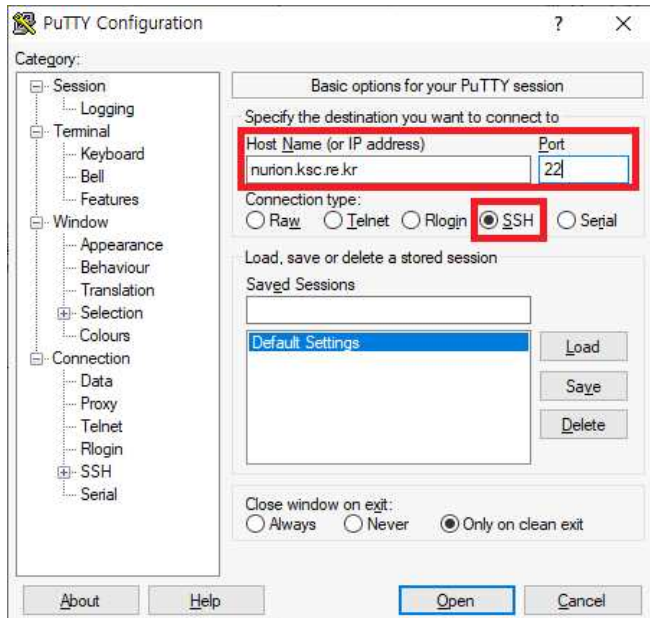 PuTTY Configuration
Category:
Session
Logging
Terminal
Keyboard
Bell
Features
Window
Appearance
Behaviour
Translation
Selection
Colours
Connection
Data
Proxy
Telnet
Rlogin
SSH
Serial
Basic options for your PuTTY session
Specify the destination you want to connect to
Host Name (or IP address) Port
nurion.ksc.re.kr 22
Connection type:
Raw Telnet Rlogin SSH Serial
Load, save or delete a stored session
Saved Sessions
Default Settings
Load
Save
Delete
Close window on exit:
Always Never Only on clean exit
About Help Open Cancel